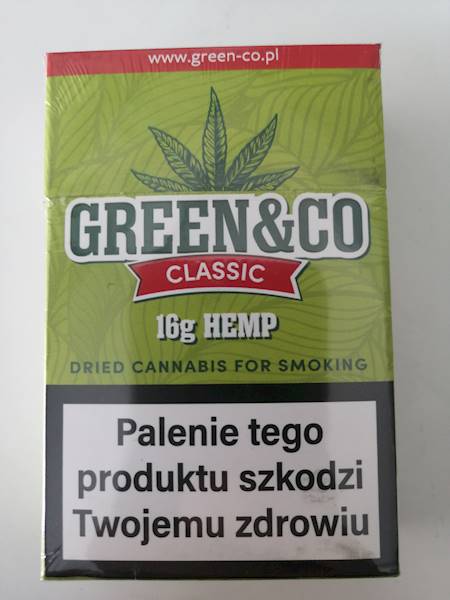 www.green-co.pl
GREEN&CO
CLASSIC
16g HEMP
DRIED CANNABIS FOR SMOKING
Palenie tego
produktu szkodzi
Twojemu zdrowiu